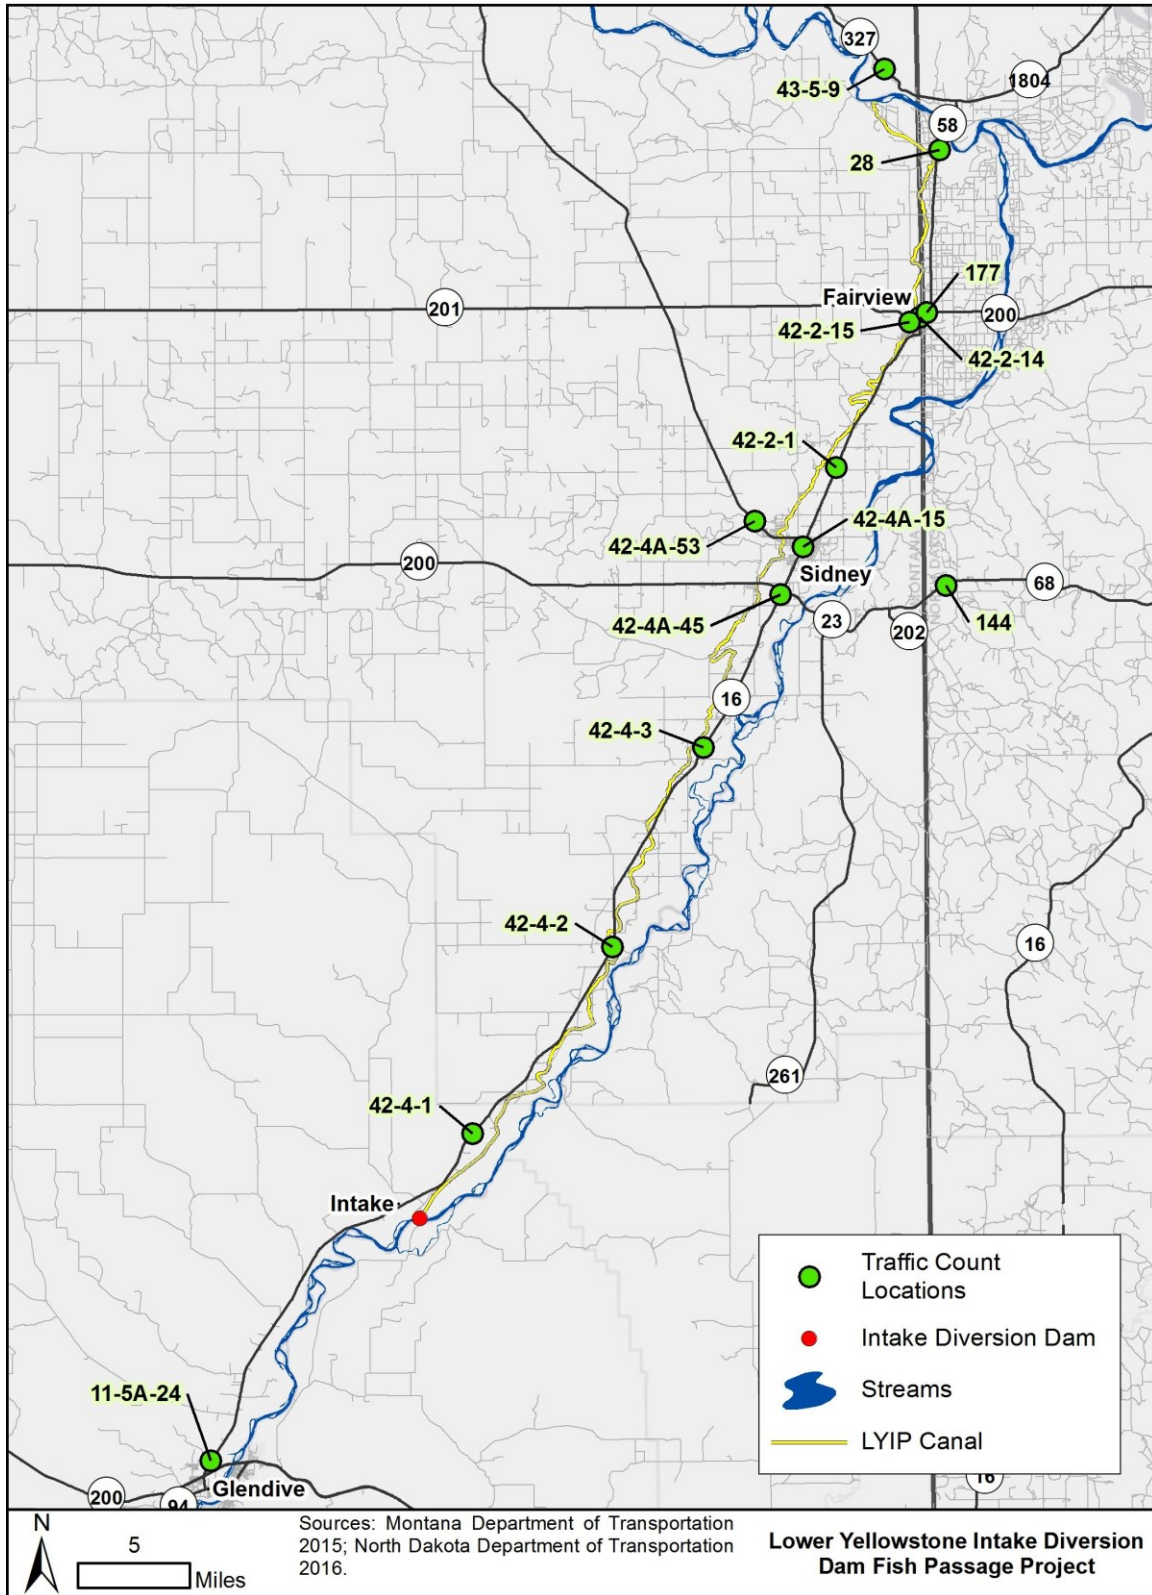 327
43-5-9
1804
58
28
177
Fairview
201
200
42-2-15
42-2-14
42-2-1
42-4A-15
42-4A-53
Sidney
200
68
42-4A-45
23
144
202
16
42-4-3
42-4-2
16
261
42-4-1
Intake
Traffic Count
Locations
Intake Diversion Dam
Streams
LYIP Canal
11-5A-24
16
Glendive
200
94
N
5
Miles
Sources: Montana Department of Transportation
2015; North Dakota Department of Transportation
2016.
Lower Yellowstone Intake Diversion
Dam Fish Passage Project
MONTANA